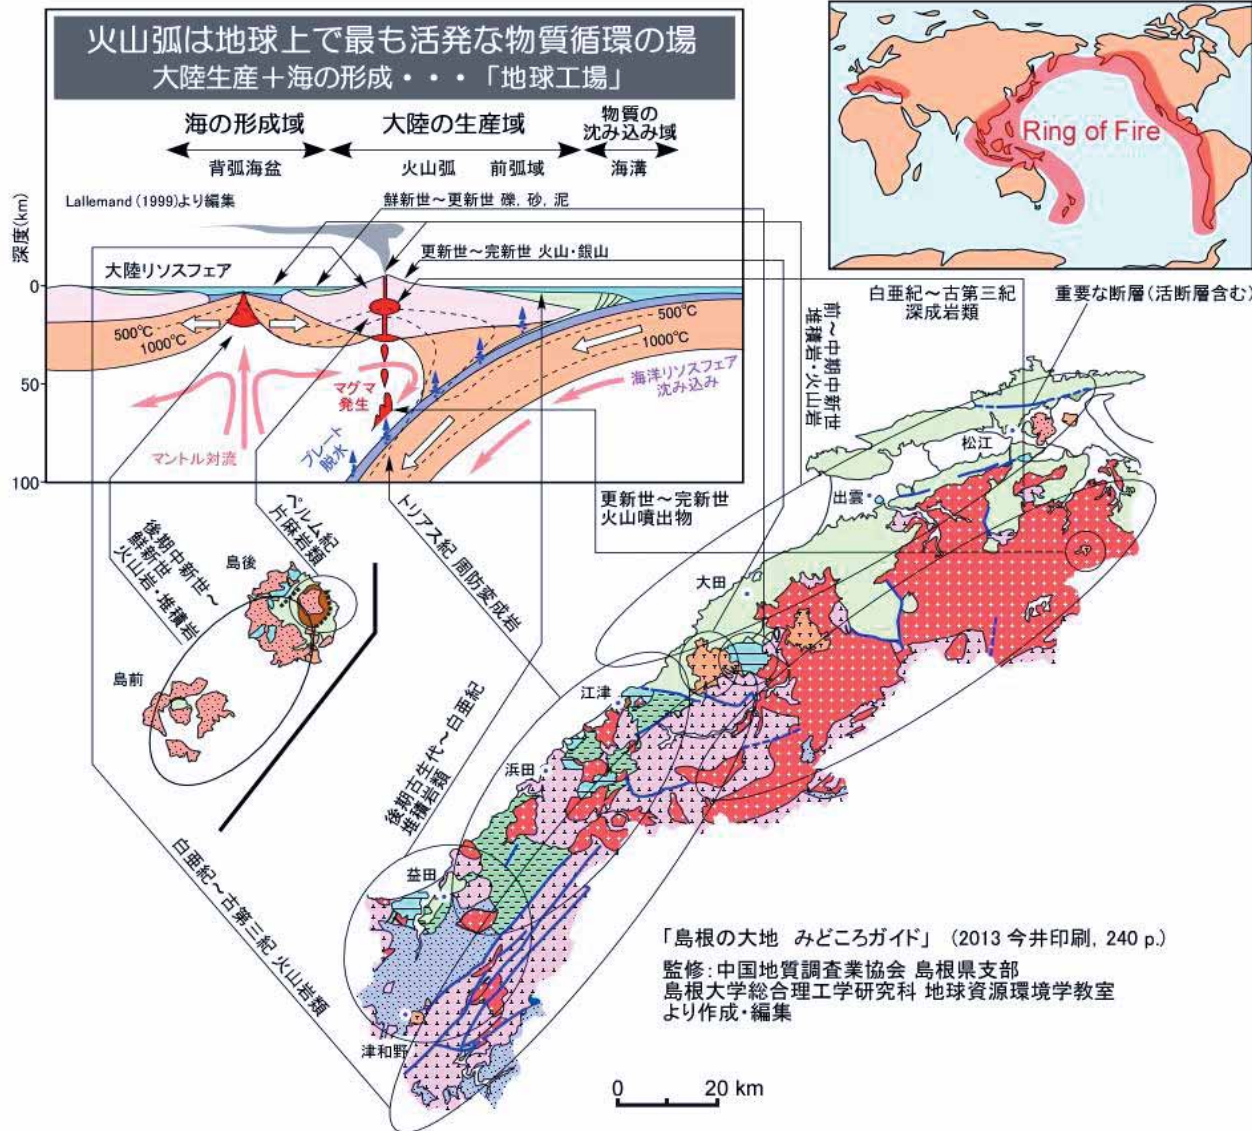 火山弧は地球上で最も活発な物質循環の場
大陸生産＋海の形成・・・「地球工場」
海の形成域
大陸の生産域
物質の
沈み込み域
背弧海盆
火山弧
前弧域
海溝
Lallemand (1999)より編集
鮮新世～更新世 礫, 砂, 泥
更新世～完新世 火山・銀山
大陸リソスフェア
深度(km)
0
50
100
500℃
1000℃
500℃
1000℃
マグマ
発生
海洋リソスフェア
沈み込み
マントル対流
プレート
脱水
Ring of Fire
白亜紀～古第三紀
深成岩類
重要な断層(活断層含む)
前～中期中新世
堆積岩・火山岩
更新世～完新世
火山噴出物
後期中新世～
鮮新世
火山岩・堆積岩
ペルム紀
片麻岩類
トリアス紀 周防変成岩
後期古生代～白亜紀
堆積岩類
白亜紀～古第三紀 火山岩類
島後
島前
松江
出雲
大田
江津
浜田
益田
津和野
「島根の大地 みどころガイド」 (2013 今井印刷, 240 p.)
監修：中国地質調査業協会 島根県支部
島根大学総合理工学研究科 地球資源環境学教室
より作成・編集
0 20 km